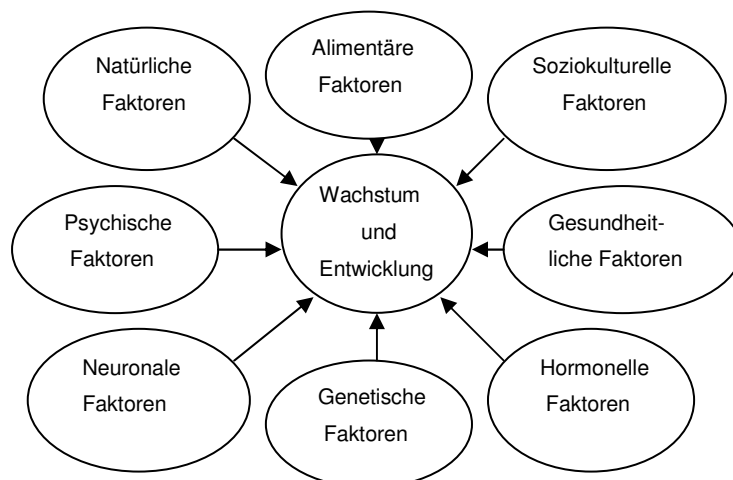 Natürliche
Faktoren
Alimentäre
Faktoren
Soziokulturelle
Faktoren
Psychische
Faktoren
Wachstum
und
Entwicklung
Gesundheit-
liche Faktoren
Neuronale
Faktoren
Genetische
Faktoren
Hormonelle
Faktoren